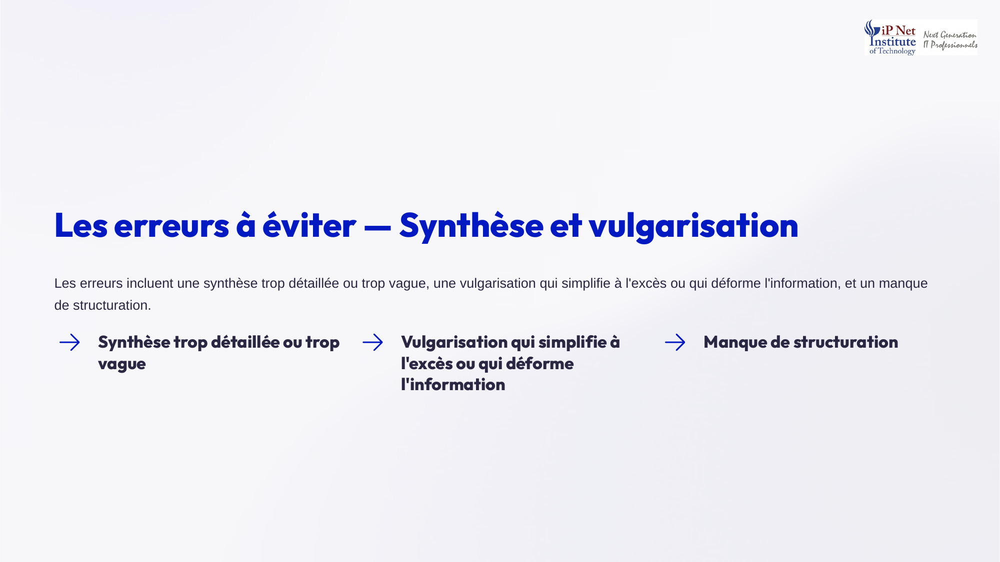 iP Net
Institute
of Technology
Next Generation
IT Professionnels
Les erreurs à éviter — Synthèse et vulgarisation
Les erreurs incluent une synthèse trop détaillée ou trop vague, une vulgarisation qui simplifie à l'excès ou qui déforme l'information, et un manque
de structuration.
Synthèse trop détaillée ou trop
vague
Vulgarisation qui simplifie à
l'excès ou qui déforme
l'information
Manque de structuration